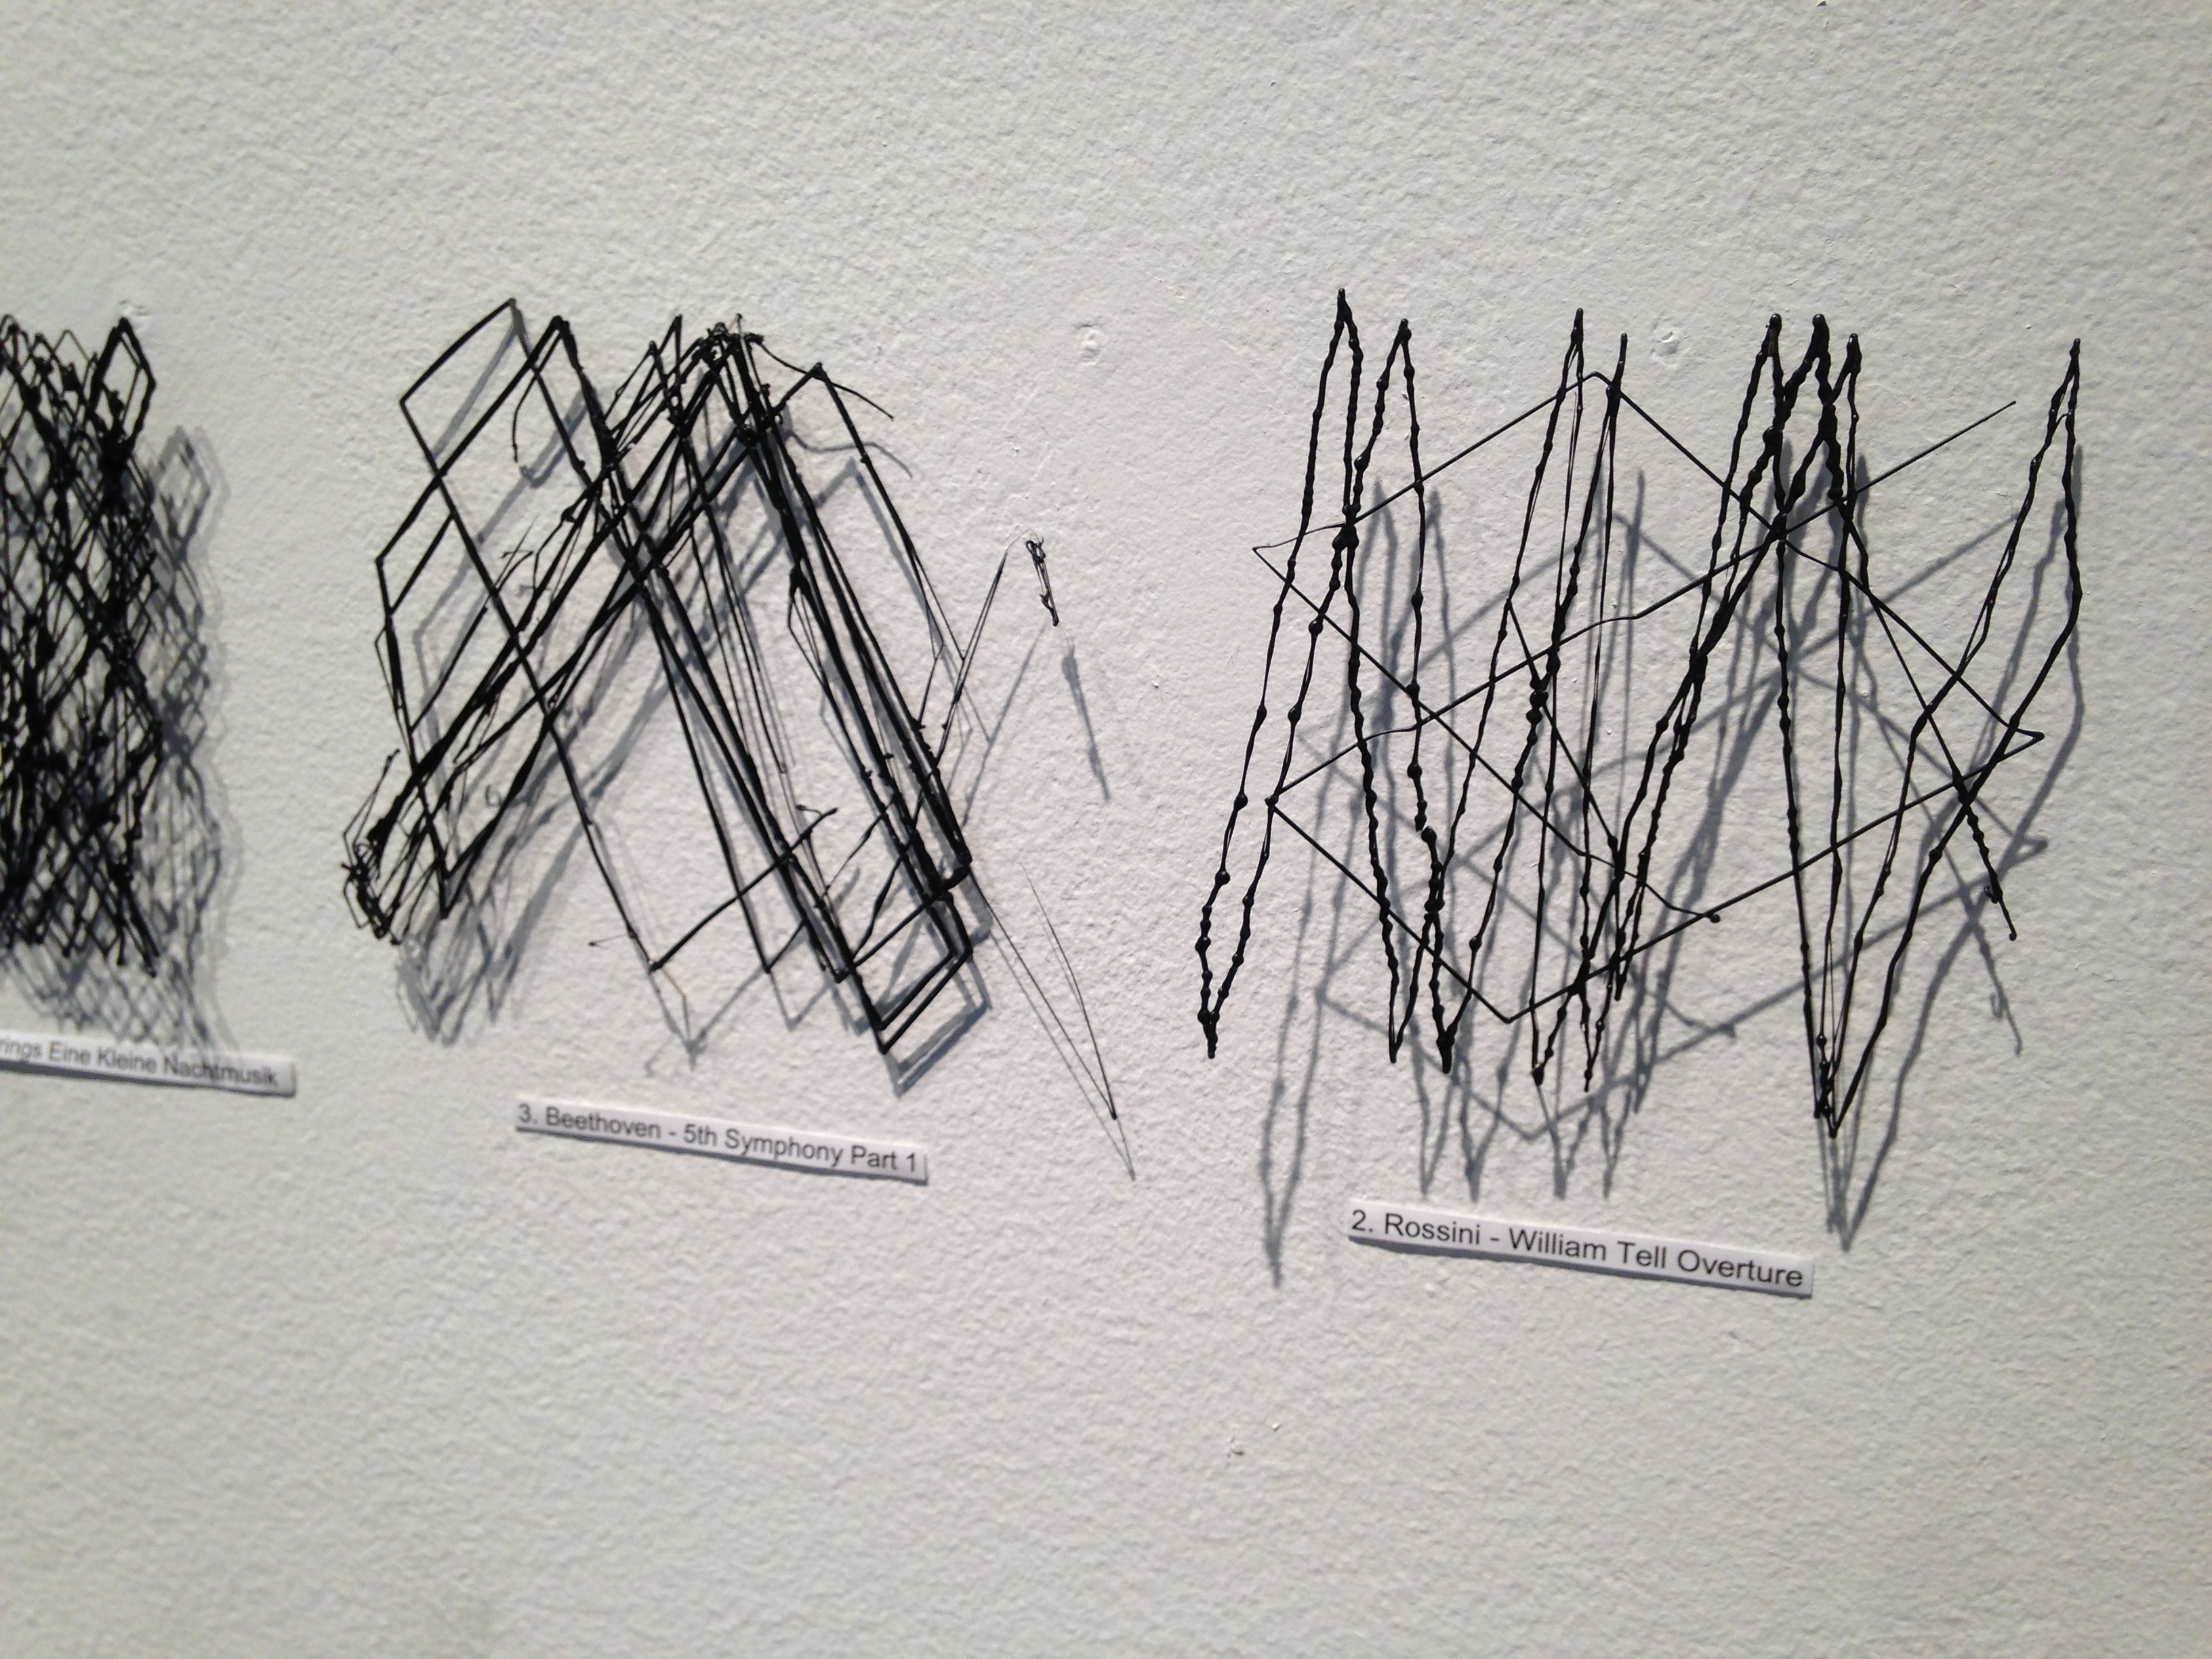 rings Eine Kleine Nachtmusik
3. Beethoven - 5th Symphony Part 1
2. Rossini - William Tell Overture